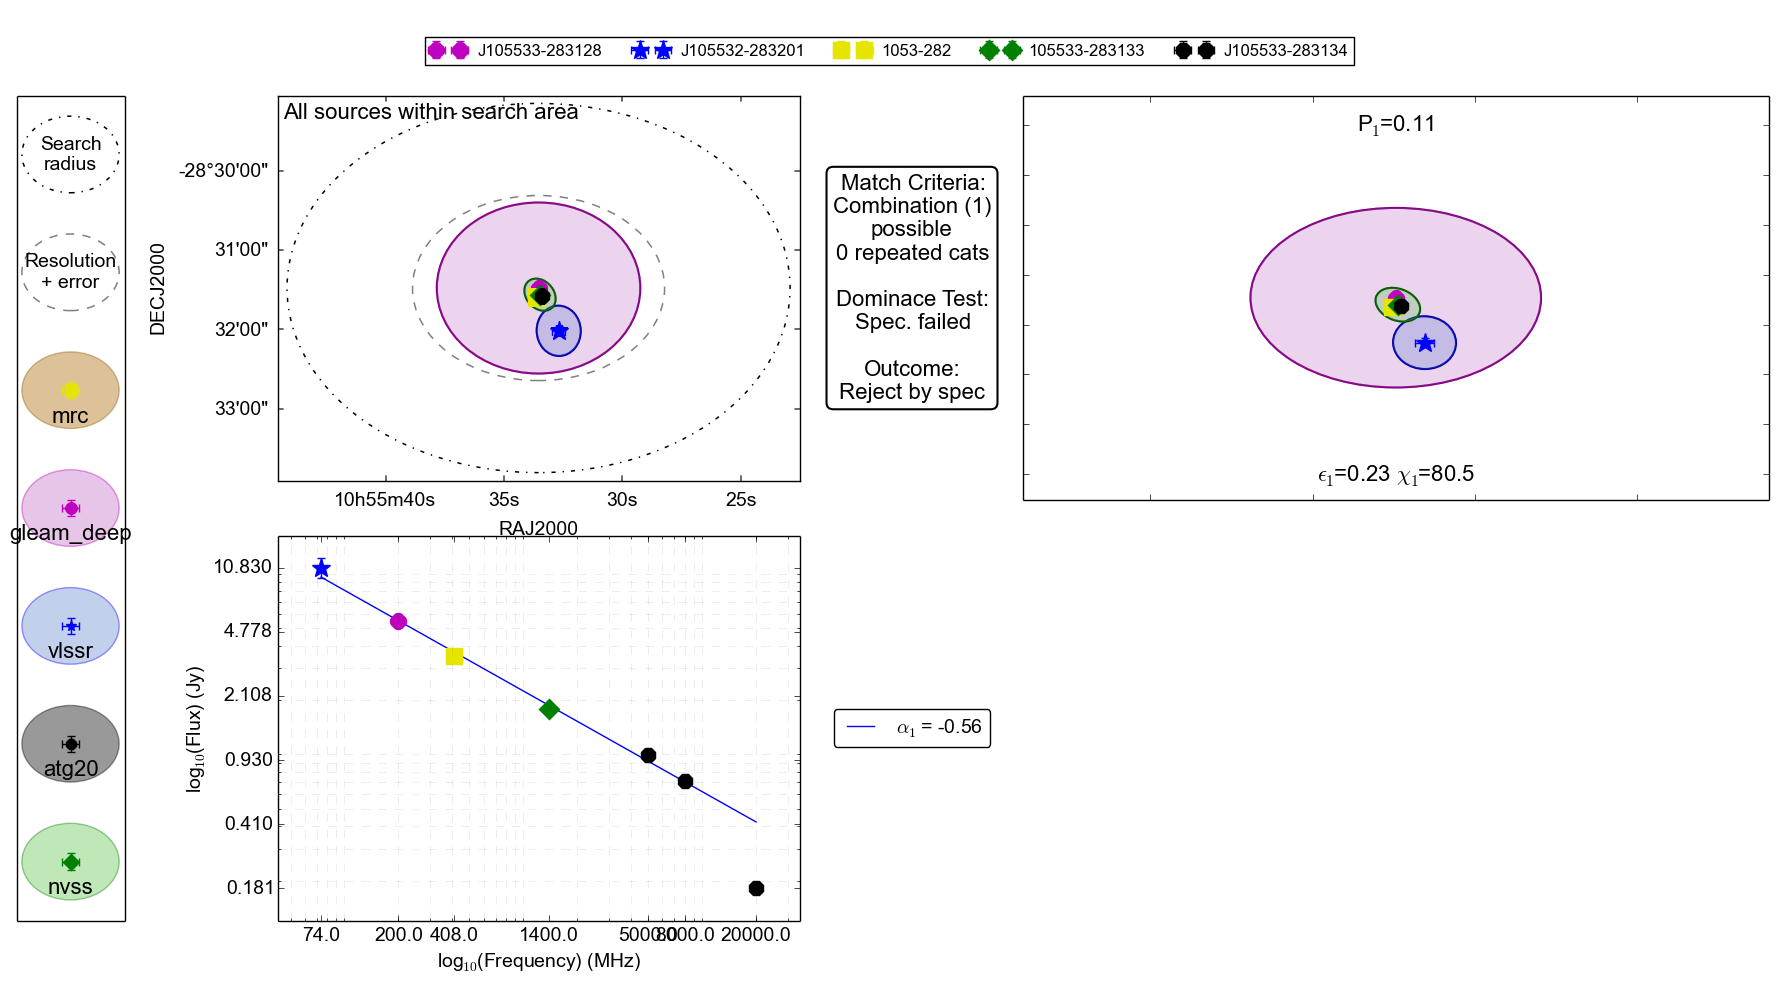 J105533-283128
J105532-283201
1053-282
105533-283133
J105533-283134
Search
radius
Resolution
+ error
mrc
gleam_deep
vlssr
atg20
nvss
All sources within search area
-28°30'00"
31'00"
32'00"
33'00"
DECJ2000
10h55m40s
35s
30s
25s
RAJ2000
Match Criteria:
Combination (1)
possible
0 repeated cats
Dominace Test:
Spec. failed
Outcome:
Reject by spec
P₁=0.11
ϵ₁=0.23 χ₁=80.5
10.830
4.778
2.108
0.930
0.410
0.181
log₁₀(Flux) (Jy)
74.0
200.0
408.0
1400.0
5000.0
8000.0
20000.0
log₁₀(Frequency) (MHz)
α₁ = -0.56